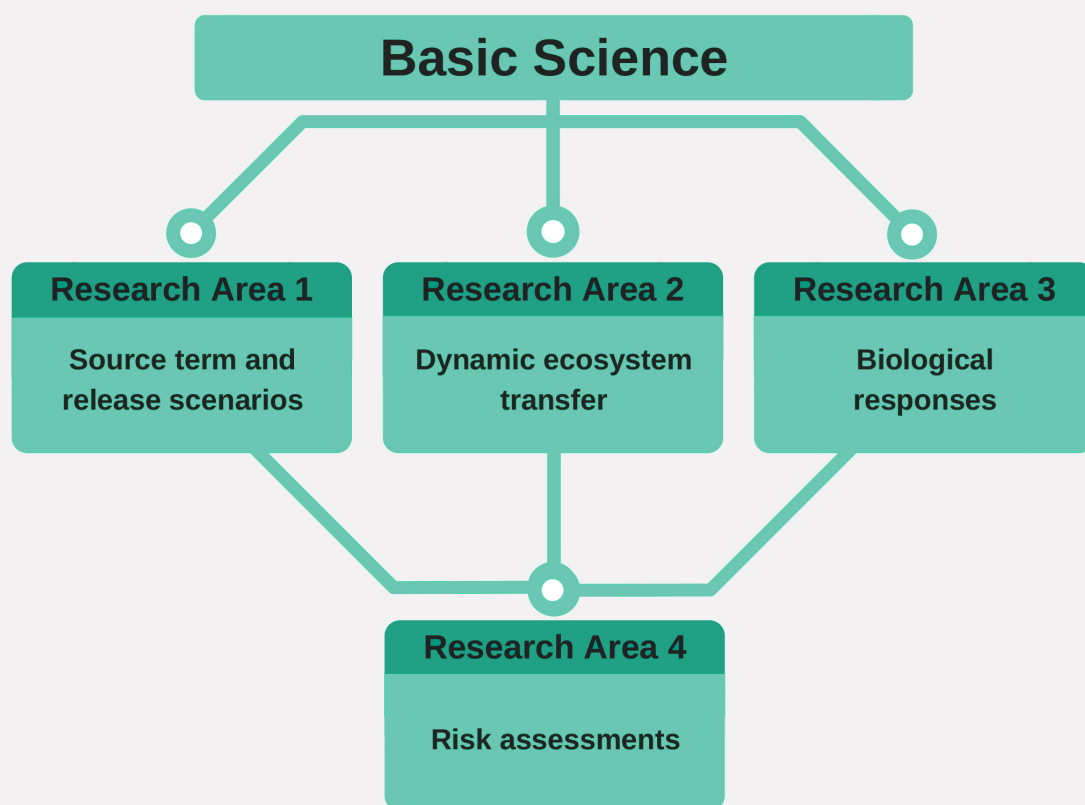 Basic Science
Research Area 1
Source term and
release scenarios
Research Area 2
Dynamic ecosystem
transfer
Research Area 3
Biological
responses
Research Area 4
Risk assessments